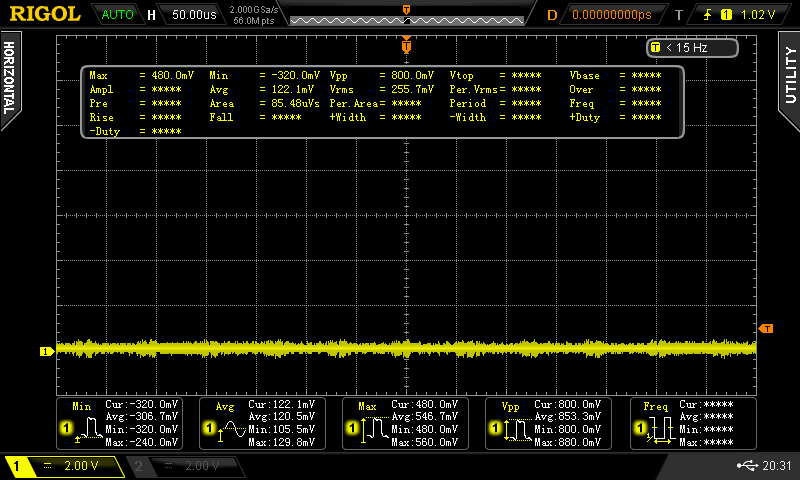 RIGOL AUTO H 50.00us 2.000GSa/s 56.0M pts T D 0.00000000ps T 1 1.02 V
HORIZONTAL
UTILITY
T
T < 15 Hz
Max = 480.0mV Min = -320.0mV Vpp = 800.0mV Vtop = ***** Vbase = *****
Ampl = ***** Avg = 122.1mV Vrms = 255.7mV Per.Vrms= ***** Over = *****
Pre = ***** Area = 85.48uVs Per.Area= ***** Period = ***** Freq = *****
Rise = ***** Fall = ***** +Width = ***** -Width = ***** +Duty = *****
-Duty = *****
T
1
Min Cur:-320.0mV
Avg:-306.7mV
1 Min:-320.0mV
Max:-240.0mV
Avg Cur:122.1mV
Avg:120.5mV
1 Min:105.5mV
Max:129.8mV
Max Cur:480.0mV
Avg:546.7mV
1 Min:480.0mV
Max:560.0mV
Vpp Cur:800.0mV
Avg:853.3mV
1 Min:800.0mV
Max:880.0mV
Freq Cur:*****
Avg:*****
1 Min:*****
Max:*****
1 2.00 V 2 2.00 V 20:31